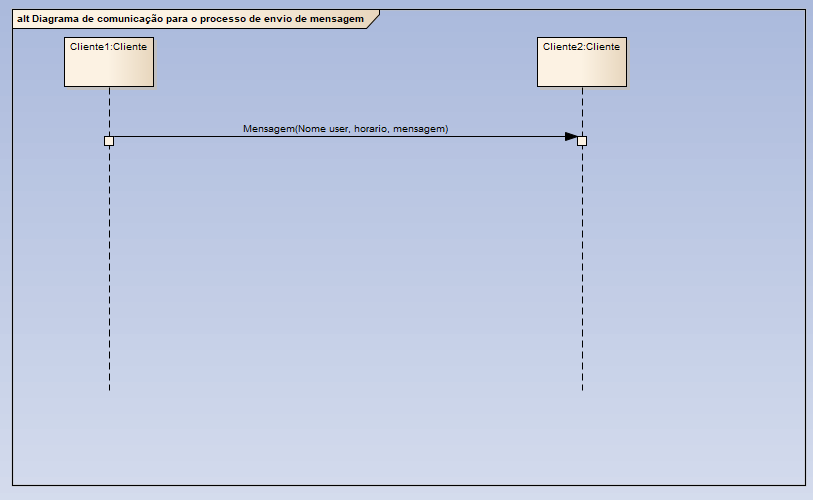 alt Diagrama de comunicação para o processo de envio de mensagem
Cliente1:Cliente
Cliente2:Cliente
Mensagem(Nome user, horario, mensagem)